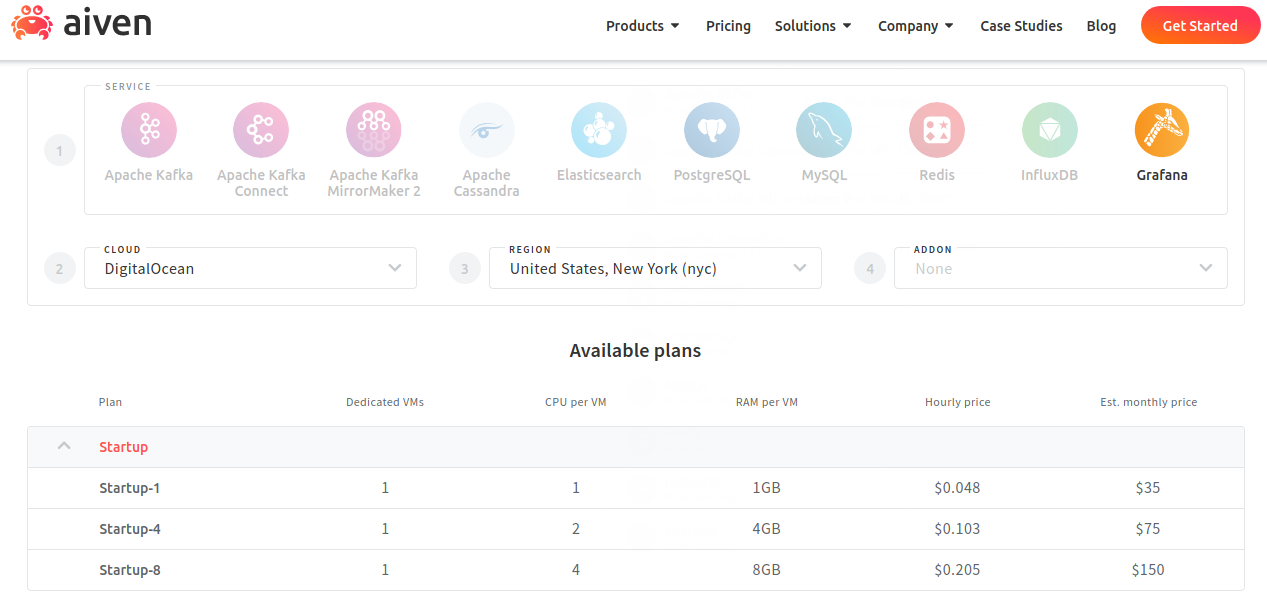 aiven
Products Pricing Solutions Company Case Studies Blog Get Started
SERVICE
1
Apache Kafka
Apache Kafka
Connect
Apache Kafka
MirrorMaker 2
Apache
Cassandra
Elasticsearch
PostgreSQL
MySQL
Redis
InfluxDB
Grafana
2
CLOUD
DigitalOcean
3
REGION
United States, New York (nyc)
4
ADDON
None
Available plans
Plan Dedicated VMs CPU per VM RAM per VM Hourly price Est. monthly price
Startup
Startup-1 1 1 1GB $0.048 $35
Startup-4 1 2 4GB $0.103 $75
Startup-8 1 4 8GB $0.205 $150